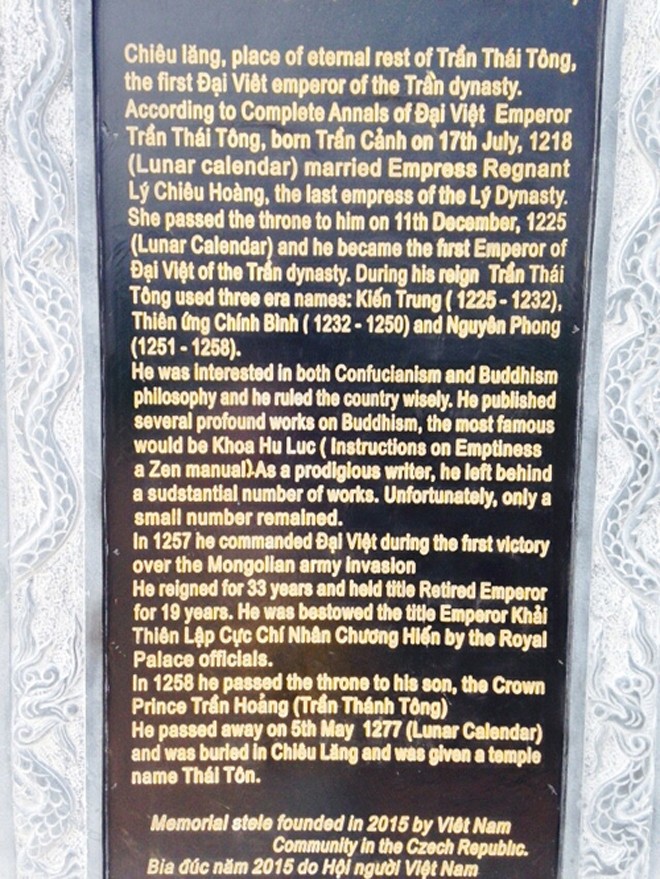 Chiêu lăng, place of eternal rest of Trần Thái Tông,
the first Đại Viêt emperor of the Trần dynasty.
According to Complete Annals of Đại Việt Emperor
Trần Thái Tông, born Trần Cảnh on 17th July, 1218
(Lunar calendar) married Empress Regnant
Lý Chiêu Hoàng, the last empress of the Lý Dynasty.
She passed the throne to him on 11th December, 1225
(Lunar Calendar) and he became the first Emperor of
Đại Việt of the Trần dynasty. During his reign Trần Thái
Tông used three era names: Kiến Trung ( 1225 - 1232),
Thiên ứng Chính Bình ( 1232 - 1250) and Nguyên Phong
(1251 - 1258).
He was interested in both Confucianism and Buddhism
philosophy and he ruled the country wisely. He published
several profound works on Buddhism, the most famous
would be Khoa Hu Luc ( Instructions on Emptiness
a Zen manual).As a prodigious writer, he left behind
a sudstantial number of works. Unfortunately, only a
small number remained.
In 1257 he commanded Đại Việt during the first victory
over the Mongolian army invasion
He reigned for 33 years and held title Retired Emperor
for 19 years. He was bestowed the title Emperor Khải
Thiên Lập Cực Chí Nhân Chương Hiến by the Royal
Palace officials.
In 1258 he passed the throne to his son, the Crown
Prince Trần Hoảng (Trần Thánh Tông)
He passed away on 5th May 1277 (Lunar Calendar)
and was buried in Chiêu Lăng and was given a temple
name Thái Tôn.
Memorial stele founded in 2015 by Viêt Nam
Community in the Czech Republic.
Bia đúc năm 2015 do Hội người Việt Nam